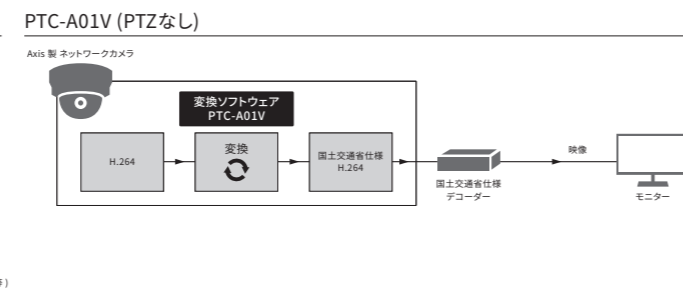 PTC-A01V (PTZなし)
Axis 製 ネットワークカメラ
変換ソフトウェア
PTC-A01V
H.264
変換
国土交通省仕様
H.264
映像
国土交通省仕様
デコーダー
モニター
)